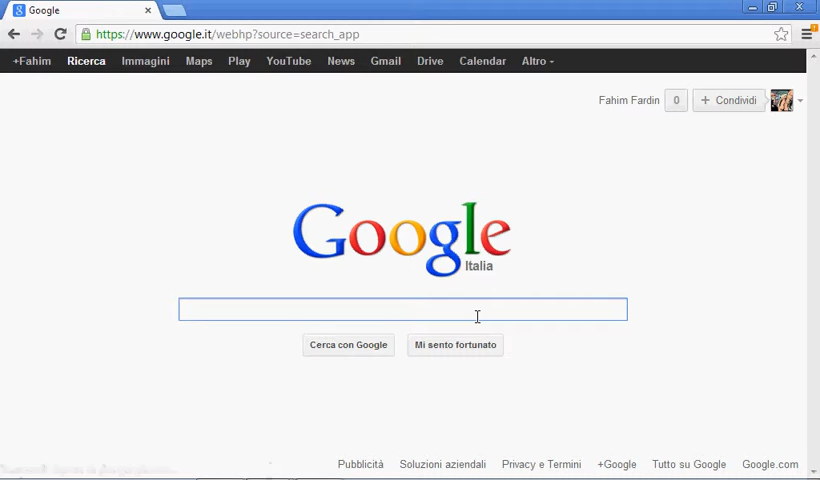 Google
https://www.google.it/webhp?source=search_app
+Fahim Ricerca Immagini Maps Play YouTube News Gmail Drive Calendar Altro
Fahim Fardin 0 + Condividi
Google
Italia
Cerca con Google Mi sento fortunato
Pubblicità Soluzioni aziendali Privacy e Termini +Google Tutto su Google Google.com